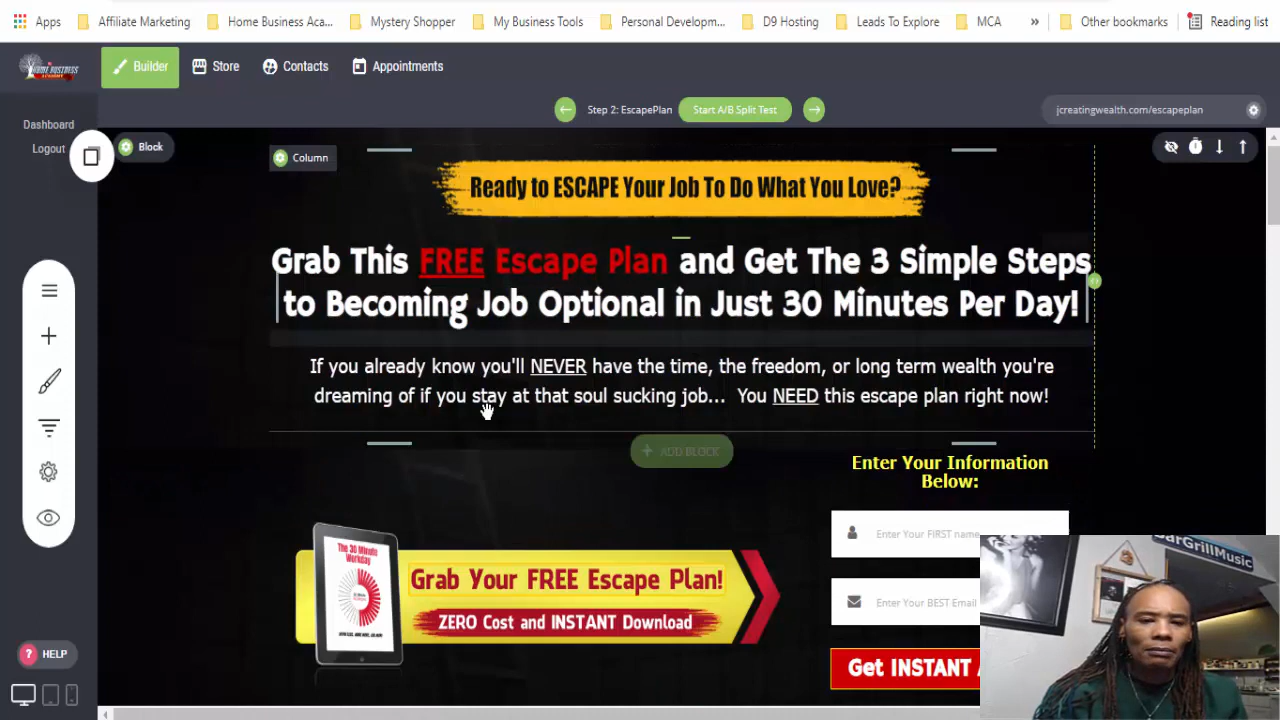 Apps Affiliate Marketing Home Business Aca... Mystery Shopper My Business Tools Personal Developm... D9 Hosting Leads To Explore MCA » Other bookmarks Reading list
Builder Store Contacts Appointments
Step 2: EscapePlan Start A/B Split Test jcreatingwealth.com/escapeplan
Dashboard
Logout
Block
Column
Ready to ESCAPE Your Job To Do What You Love?
Grab This FREE Escape Plan and Get The 3 Simple Steps
to Becoming Job Optional in Just 30 Minutes Per Day!
If you already know you'll NEVER have the time, the freedom, or long term wealth you're
dreaming of if you stay at that soul sucking job... You NEED this escape plan right now!
+ ADD BLOCK
Enter Your Information
Below:
Enter Your FIRST name
Enter Your BEST Email
Get INSTANT A
The 30 Minute
Workday
Grab Your FREE Escape Plan!
ZERO Cost and INSTANT Download
BarGrillMusic
? HELP